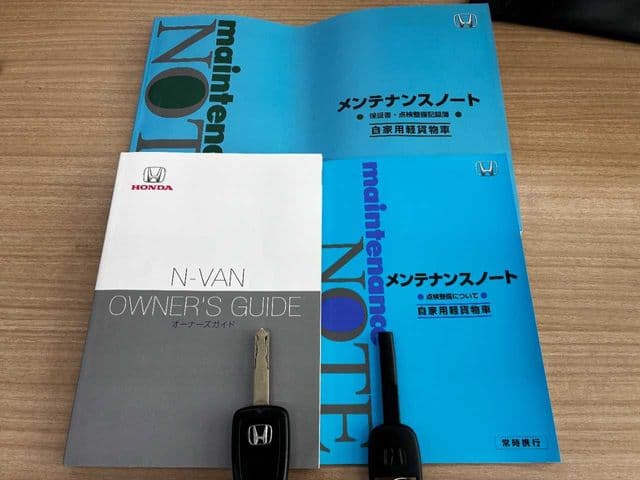 maintenance
NOTE
メンテナンスノート
● 保証書・点検整備記録簿 ●
自家用軽貨物車
HONDA
N-VAN
OWNER'S GUIDE
オーナーズガイド
maintenance
NOTE
メンテナンスノート
● 点検整備について ●
自家用軽貨物車
常時携行